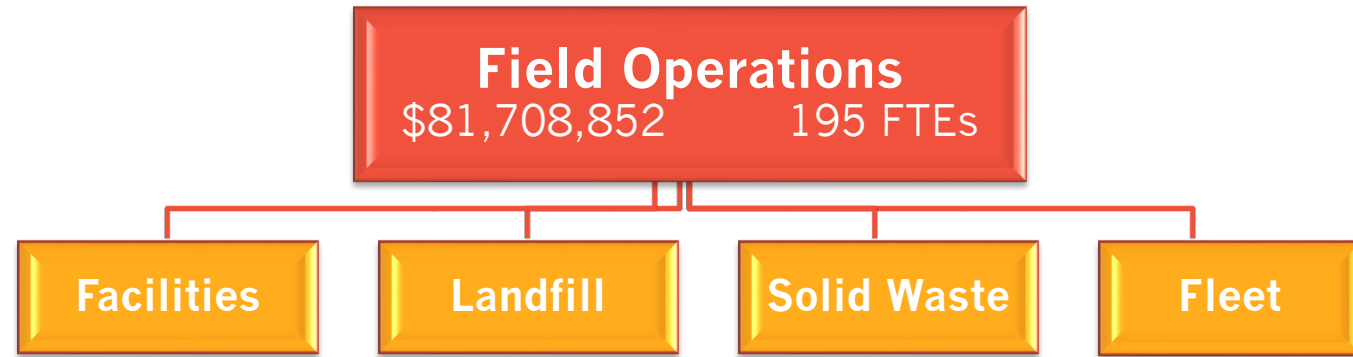 Field Operations
$81,708,852 195 FTEs
Facilities Landfill Solid Waste Fleet